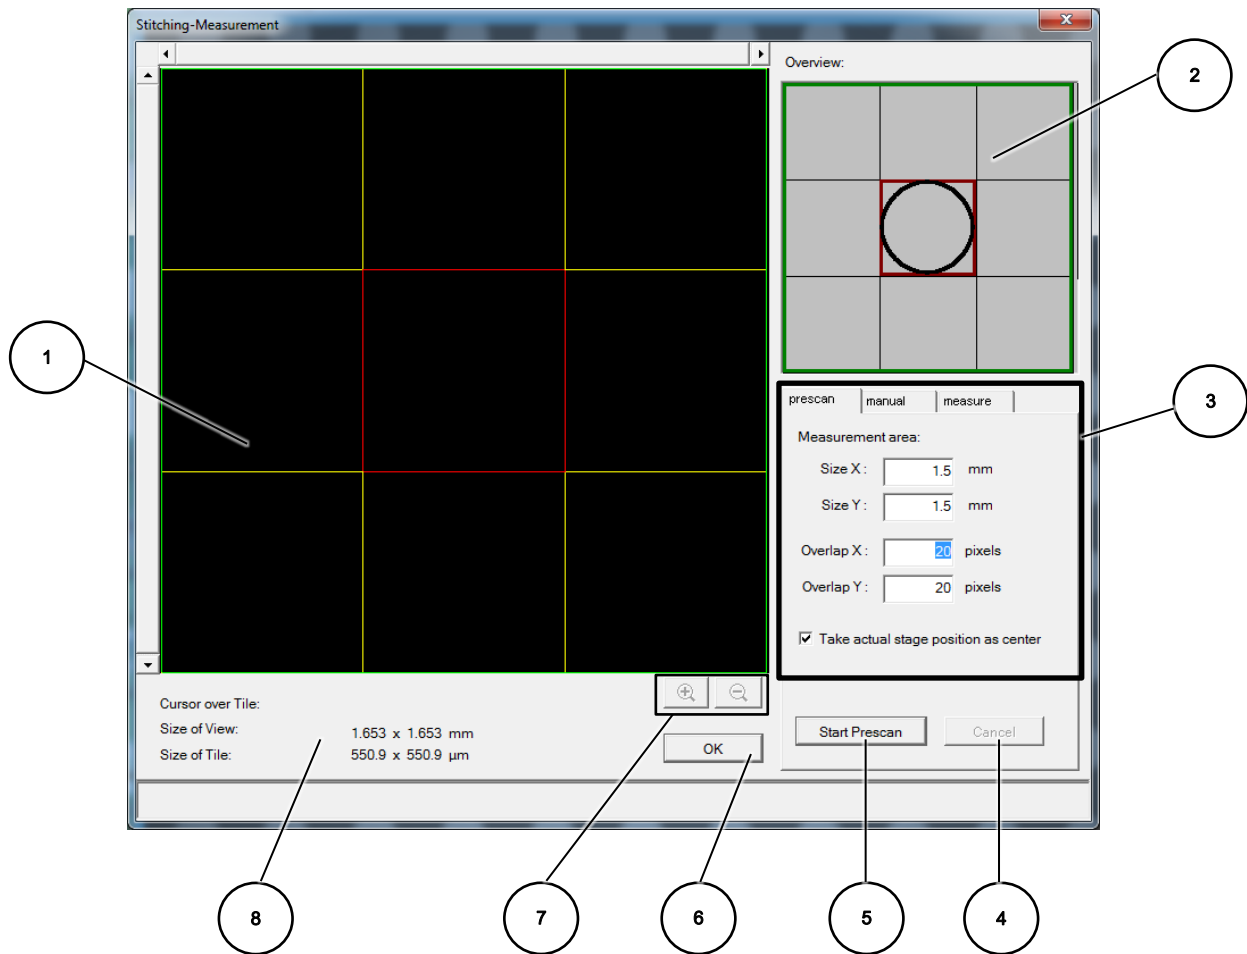 Stitching-Measurement
Overview:
2
1
3
prescan manual measure
Measurement area:
Size X : 1.5 mm
Size Y : 1.5 mm
Overlap X : 20 pixels
Overlap Y : 20 pixels
Take actual stage position as center
Cursor over Tile:
Size of View: 1.653 x 1.653 mm
Size of Tile: 550.9 x 550.9 µm
OK
Start Prescan
Cancel
8
7
6
5
4